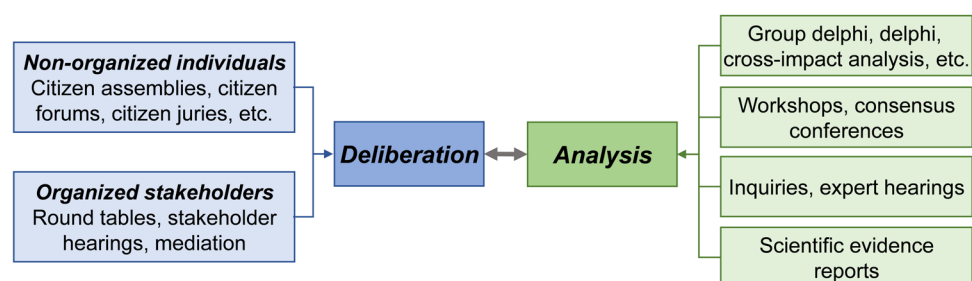 Non-organized individuals
Citizen assemblies, citizen
forums, citizen juries, etc.
Organized stakeholders
Round tables, stakeholder
hearings, mediation
Deliberation
Analysis
Group delphi, delphi,
cross-impact analysis, etc.
Workshops, consensus
conferences
Inquiries, expert hearings
Scientific evidence
reports